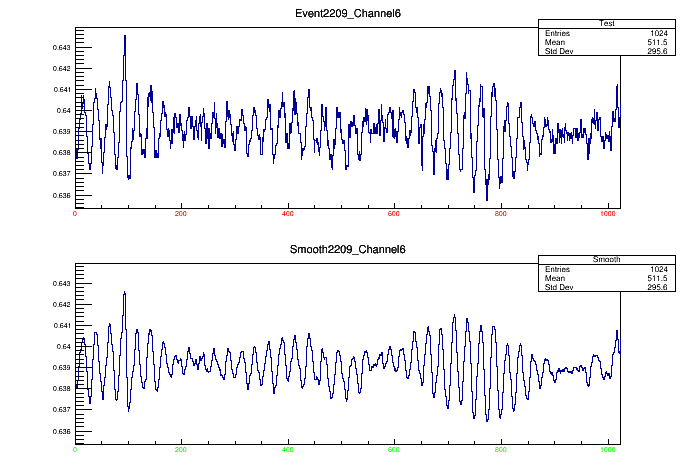 Event2209_Channel6
Test
Entries 1024
Mean 511.5
Std Dev 295.6
0.643
0.642
0.641
0.64
0.639
0.638
0.637
0.636
0 200 400 600 800 1000
Smooth2209_Channel6
Smooth
Entries 1024
Mean 511.5
Std Dev 295.6
0.643
0.642
0.641
0.64
0.639
0.638
0.637
0.636
0 200 400 600 800 1000